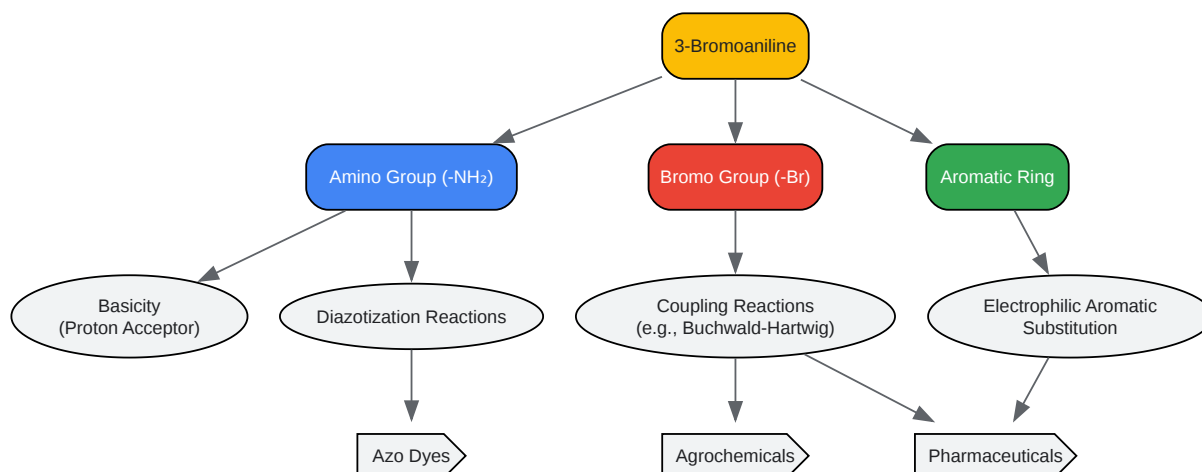 3-Bromoaniline
Amino Group (-NH₂)
Bromo Group (-Br)
Aromatic Ring
Basicity
(Proton Acceptor)
Diazotization Reactions
Coupling Reactions
(e.g., Buchwald-Hartwig)
Electrophilic Aromatic
Substitution
Azo Dyes
Agrochemicals
Pharmaceuticals